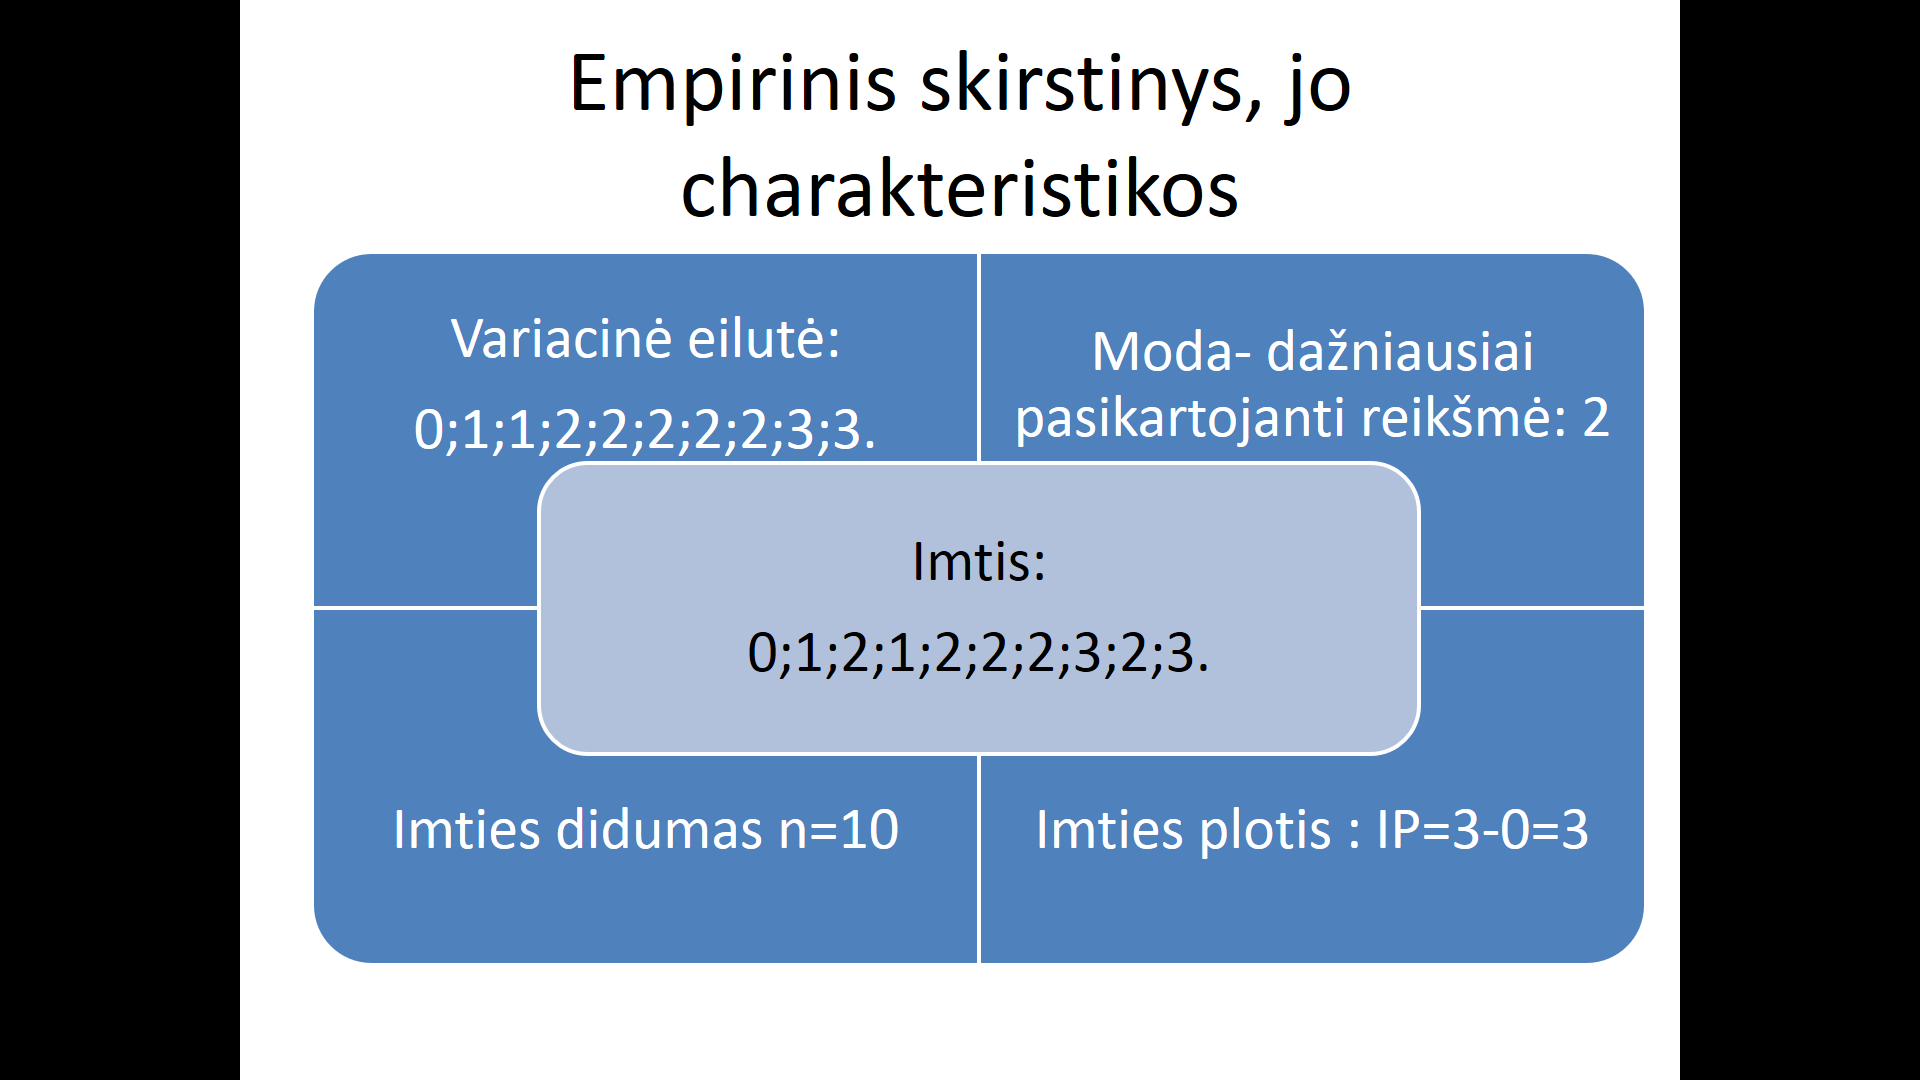 Empirinis skirstinys, jo
charakteristikos
Variacinė eilutė:
0;1;1;2;2;2;2;2;3;3.
Moda- dažniausiai
pasikartojanti reikšmė: 2
Imtis:
0;1;2;1;2;2;2;3;2;3.
Imties didumas n=10
Imties plotis : IP=3-0=3